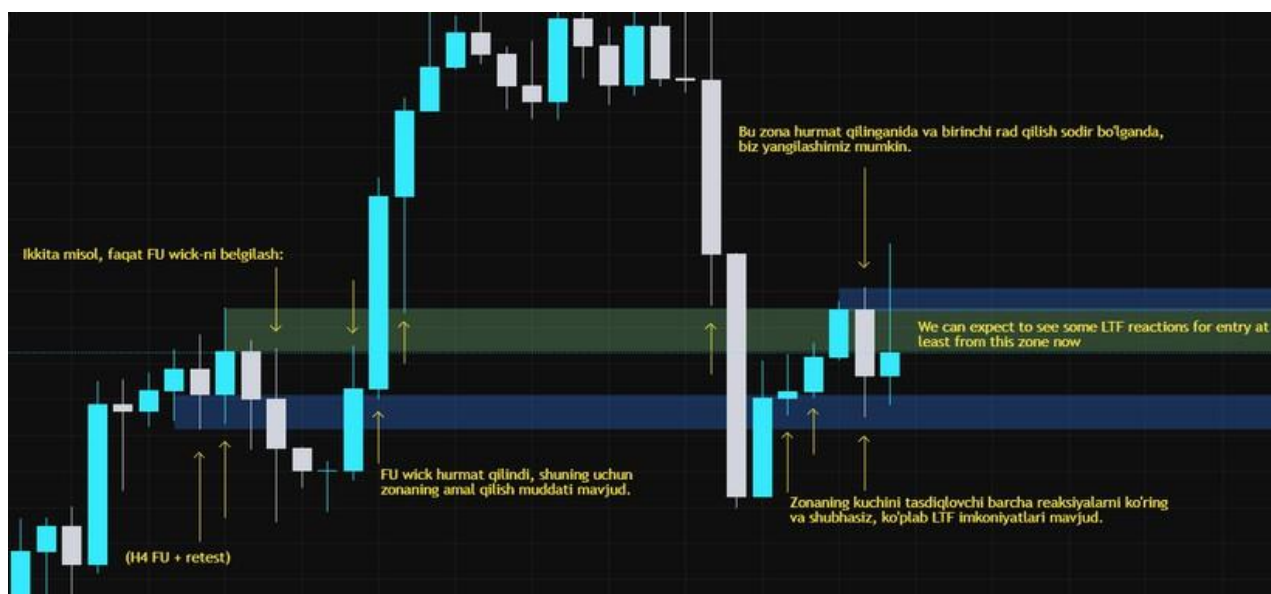 Bu zona hurmat qilinganida va birinchi rad qilish sodir bo'lganda,
biz yangilashimiz mumkin.
Ikkita misol, faqat FU wick-ni belgilash:
We can expect to see some LTF reactions for entry at
least from this zone now
FU wick hurmat qilindi, shuning uchun
zonaning amal qilish muddati mavjud.
Zonaning kuchini tasdiqlovchi barcha reaksiyalarni ko'ring
va shubhasiz, ko'plab LTF imkoniyatlari mavjud.
(H4 FU + retest)